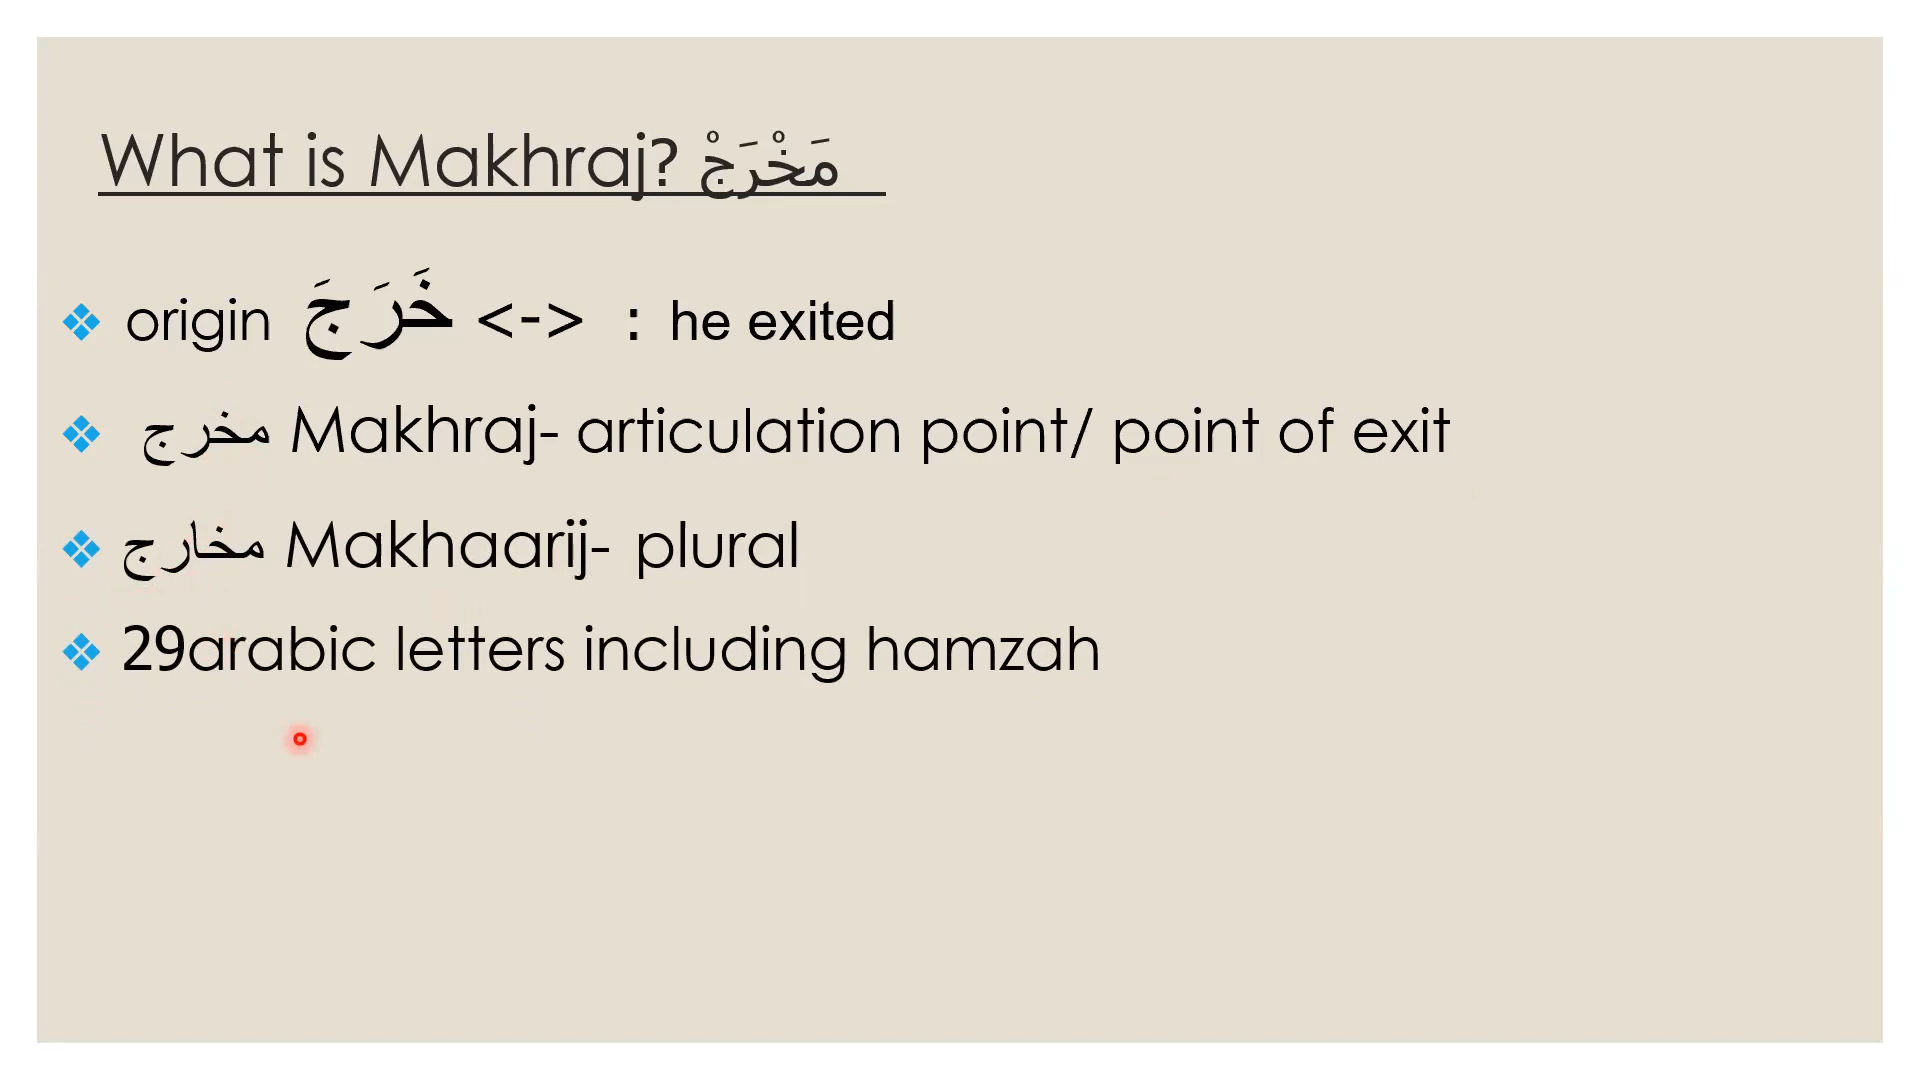 What is Makhraj? مَخْرَجْ
❖ origin خَرَجَ <-> : he exited
❖ مخرج Makhraj- articulation point/ point of exit
❖ مخارج Makhaarij- plural
❖ 29arabic letters including hamzah